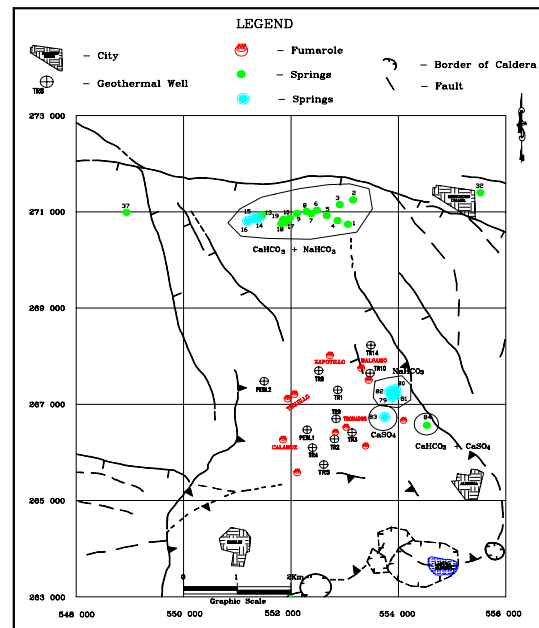 LEGEND
– City
– Fumarole
– Springs
– Border of Caldera
– Geothermal Well
– Fault
TR8
– Springs
273 000
271 000
269 000
267 000
265 000
263 000
548 000
550 000
552 000
554 000
556 000
37
32
2
3
6
8
5
7
4
1
9
10
19
13
15
14
16
17
18
CaHCO3 + NaHCO3
TR14
ZAPOTILLO
BALSAMO
TR10
TR8
NaHCO3
PEBL2
TR1
80
82
79
81
TR9
TRONADOR
83
84
PEBL1
TR3
TR2
CaSO4
CaHCO3 + CaSO4
CALABOZ
TR4
0
1
2Km
Graphic Scale